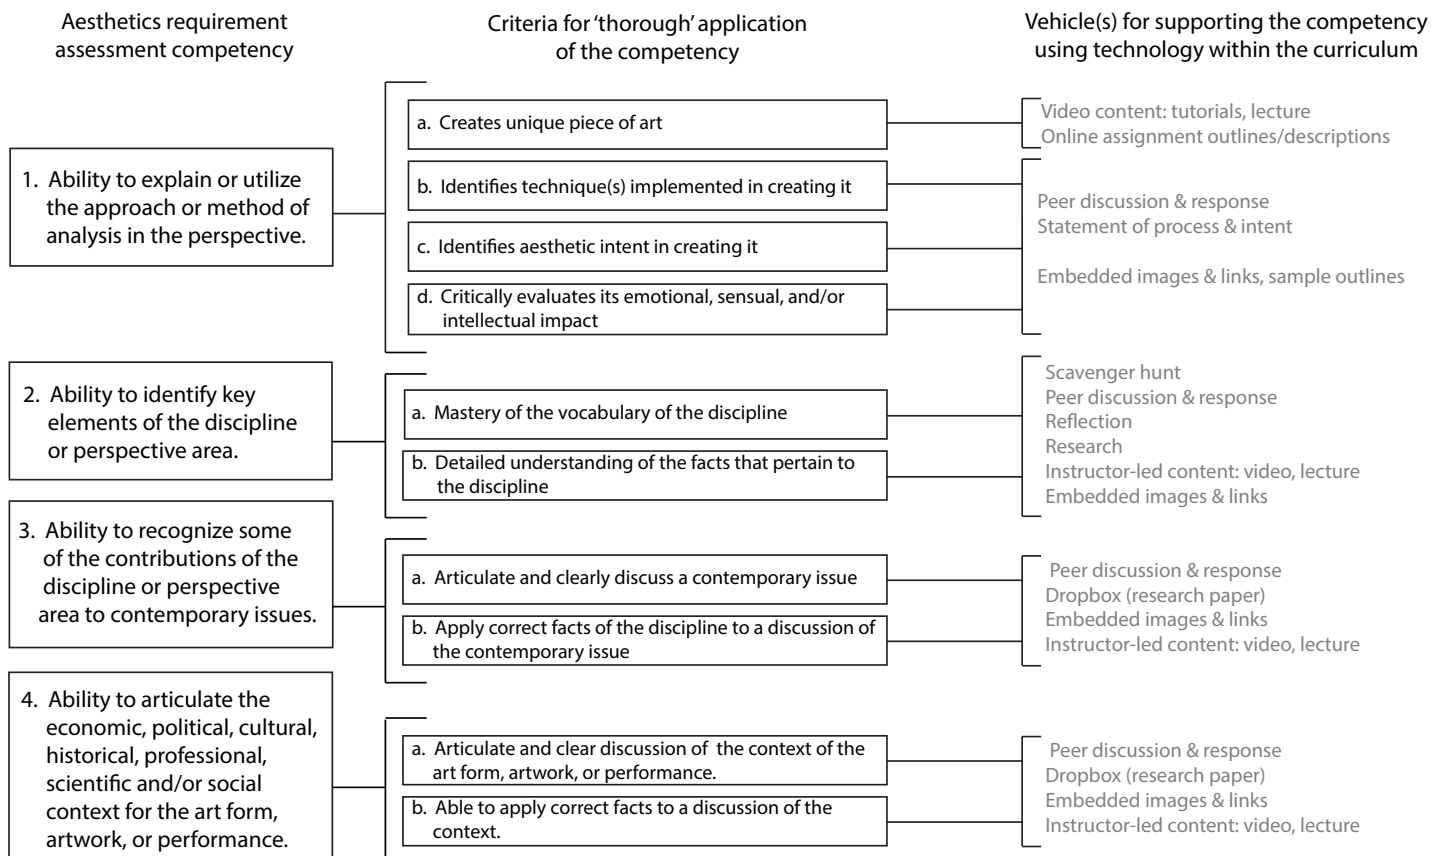 Aesthetics requirement
assessment competency
Criteria for ‘thorough’ application
of the competency
Vehicle(s) for supporting the competency
using technology within the curriculum
1. Ability to explain or utilize
the approach or method of
analysis in the perspective.
a. Creates unique piece of art
b. Identifies technique(s) implemented in creating it
c. Identifies aesthetic intent in creating it
d. Critically evaluates its emotional, sensual, and/or
intellectual impact
Video content: tutorials, lecture
Online assignment outlines/descriptions
Peer discussion & response
Statement of process & intent
Embedded images & links, sample outlines
2. Ability to identify key
elements of the discipline
or perspective area.
a. Mastery of the vocabulary of the discipline
b. Detailed understanding of the facts that pertain to
the discipline
Scavenger hunt
Peer discussion & response
Reflection
Research
Instructor-led content: video, lecture
Embedded images & links
3. Ability to recognize some
of the contributions of the
discipline or perspective
area to contemporary issues.
a. Articulate and clearly discuss a contemporary issue
b. Apply correct facts of the discipline to a discussion of
the contemporary issue
Peer discussion & response
Dropbox (research paper)
Embedded images & links
Instructor-led content: video, lecture
4. Ability to articulate the
economic, political, cultural,
historical, professional,
scientific and/or social
context for the art form,
artwork, or performance.
a. Articulate and clear discussion of the context of the
art form, artwork, or performance.
b. Able to apply correct facts to a discussion of the
context.
Peer discussion & response
Dropbox (research paper)
Embedded images & links
Instructor-led content: video, lecture